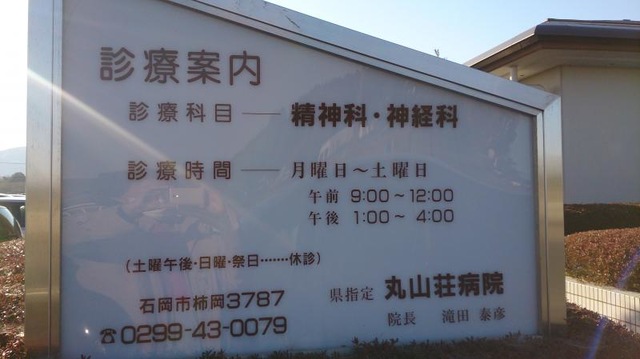 診療案内
診療科目 ― 精神科・神経科
診療時間 ― 月曜日～土曜日
午前 9:00～12:00
午後 1:00～ 4:00
（土曜午後・日曜・祭日……休診）
石岡市柿岡3787
☎0299-43-0079
県指定 丸山荘病院
院長 滝田 泰彦